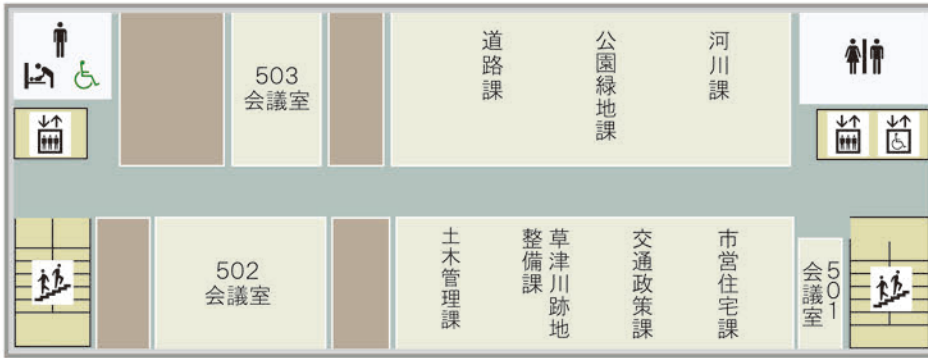 503
会議室
道路課
公園緑地課
河川課
502
会議室
土木管理課
草津川跡地
整備課
交通政策課
市営住宅課
501
会議室